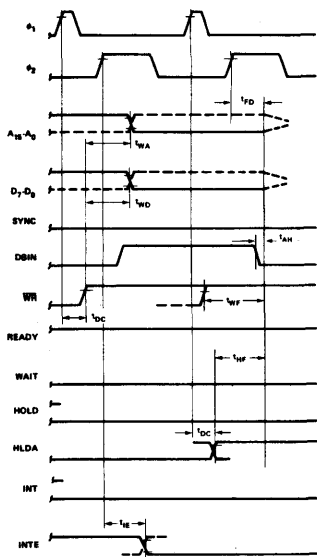 ϕ1
ϕ2
tFD
A15-A0
tWA
D7-D0
tWD
SYNC
DBIN
tAH
WR
tWF
tDC
READY
tHF
WAIT
HOLD
tDC
HLDA
INT
tIE
INTE